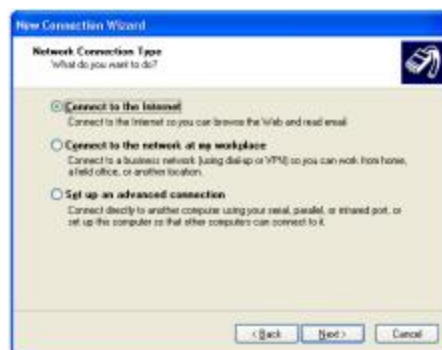 New Connection Wizard
Network Connection Type
What do you want to do?
Connect to the Internet
Connect to the Internet so you can browse the Web and read email.
Connect to the network at my workplace
Connect to a business network (using dial-up or VPN) so you can work from home,
a field office, or another location.
Set up an advanced connection
Connect directly to another computer using your serial, parallel, or infrared port, or
set up this computer so that other computers can connect to it.
< Back
Next >
Cancel